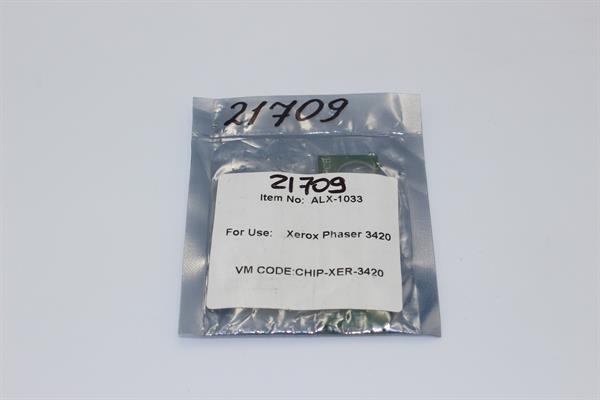 21709
21709
Item No: ALX-1033
For Use: Xerox Phaser 3420
VM CODE:CHIP-XER-3420